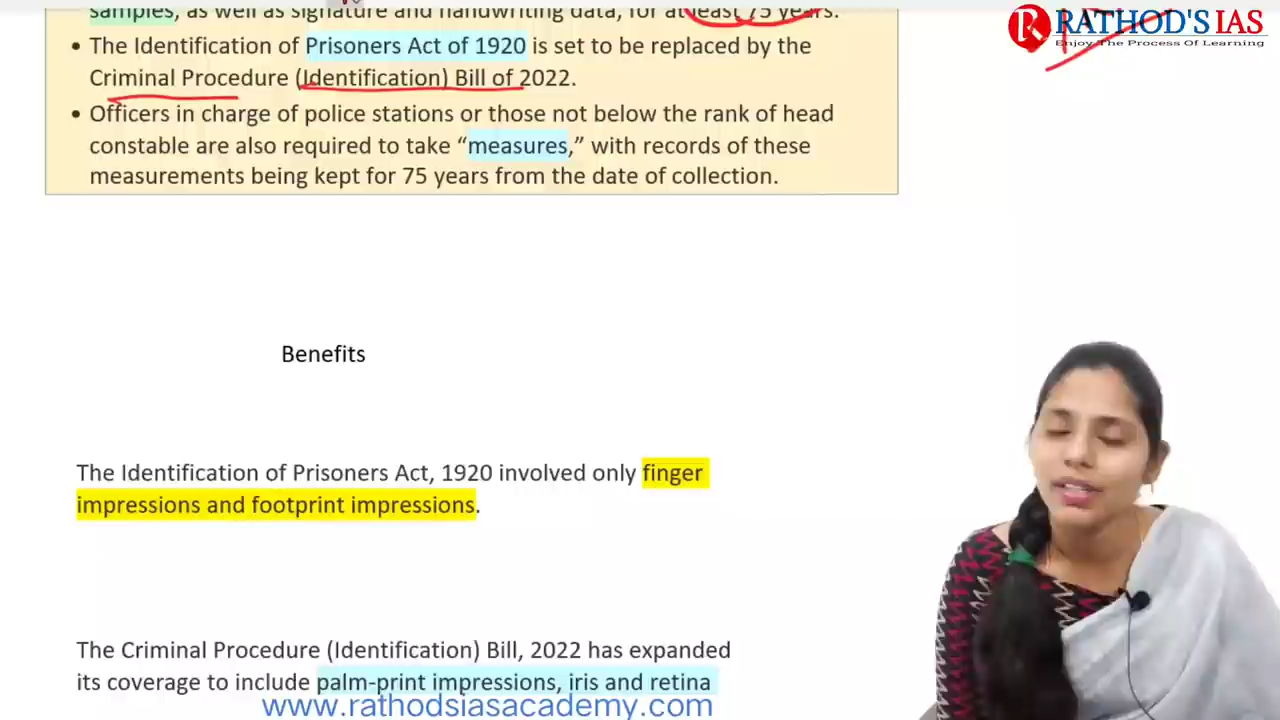 samples, as well as signature and handwriting data, for at least 75 years.
• The Identification of Prisoners Act of 1920 is set to be replaced by the
Criminal Procedure (Identification) Bill of 2022.
• Officers in charge of police stations or those not below the rank of head
constable are also required to take “measures,” with records of these
measurements being kept for 75 years from the date of collection.
RATHOD'S IAS
Enjoy The Process Of Learning
Benefits
The Identification of Prisoners Act, 1920 involved only finger
impressions and footprint impressions.
The Criminal Procedure (Identification) Bill, 2022 has expanded
its coverage to include palm-print impressions, iris and retina
www.rathodsiasacademy.com